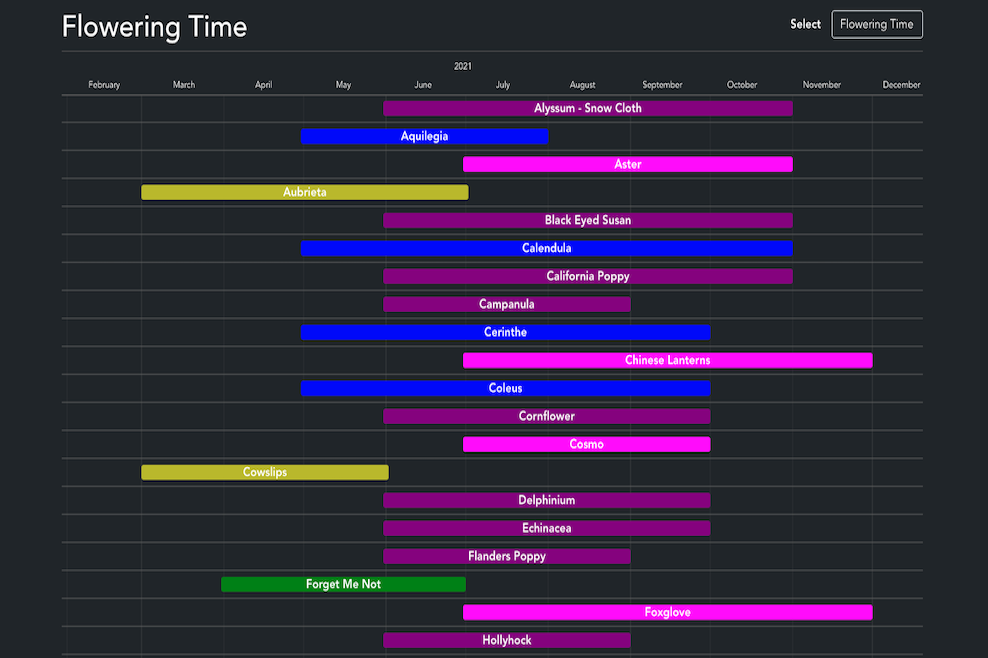 Flowering Time
Select Flowering Time
2021
February March April May June July August September October November December
Alyssum - Snow Cloth
Aquilegia
Aster
Aubrieta
Black Eyed Susan
Calendula
California Poppy
Campanula
Cerinthe
Chinese Lanterns
Coleus
Cornflower
Cosmo
Cowslips
Delphinium
Echinacea
Flanders Poppy
Forget Me Not
Foxglove
Hollyhock